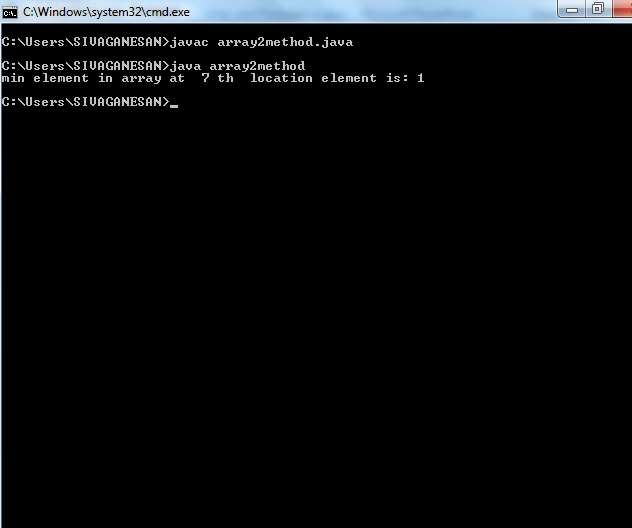 C:\Windows\system32\cmd.exe
C:\Users\SIVAGANESAN>javac array2method.java
C:\Users\SIVAGANESAN>java array2method
min element in array at  7 th  location element is: 1
C:\Users\SIVAGANESAN>_